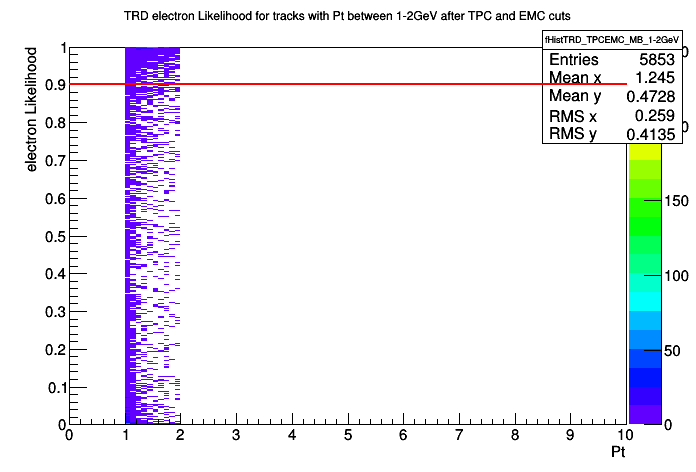 TRD electron Likelihood for tracks with Pt between 1-2GeV after TPC and EMC cuts
fHistTRD_TPCEMC_MB_1-2GeV
Entries 5853
Mean x 1.245
Mean y 0.4728
RMS x 0.259
RMS y 0.4135
electron Likelihood
1
0.9
0.8
0.7
0.6
0.5
0.4
0.3
0.2
0.1
0
0 1 2 3 4 5 6 7 8 9 10
Pt
150
100
50
0